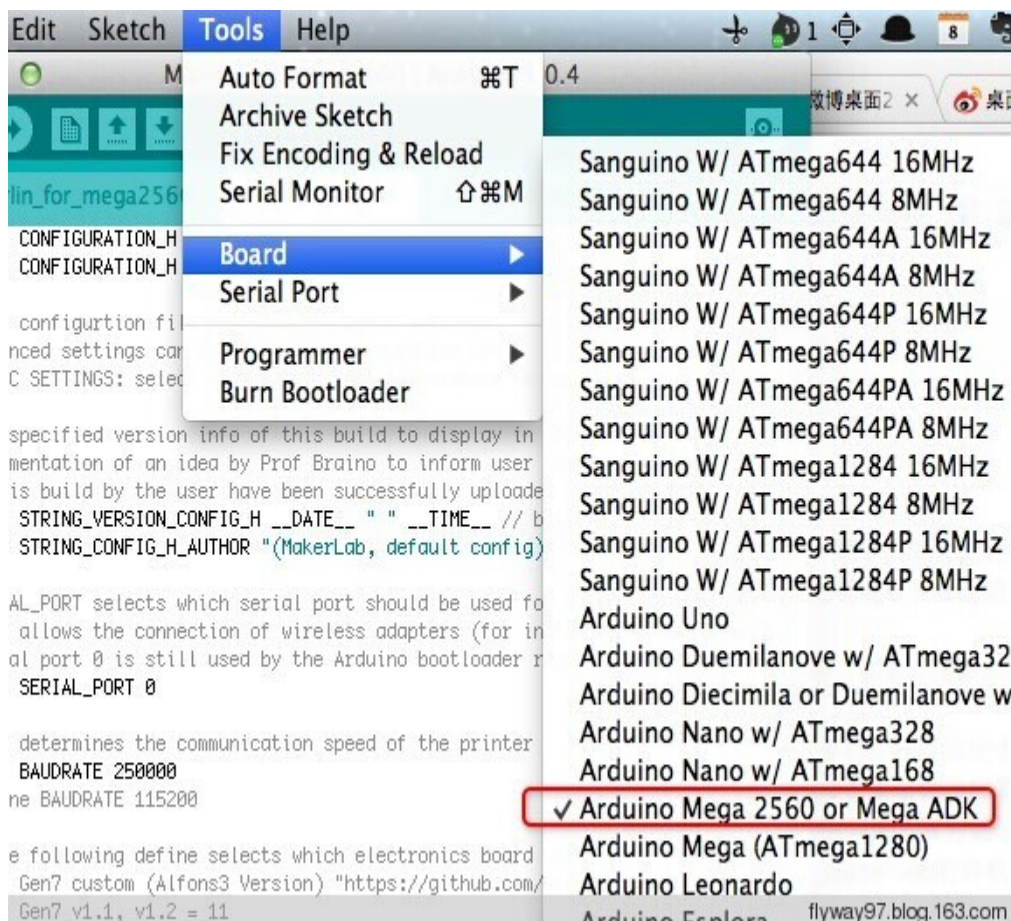 Edit Sketch Tools Help
1
8
M
0.4
Auto Format ⌘T
Archive Sketch
Fix Encoding & Reload
Serial Monitor ⇧⌘M
Board
Serial Port
Programmer
Burn Bootloader
微博桌面2 ×
lin_for_mega256
Sanguino W/ ATmega644 16MHz
Sanguino W/ ATmega644 8MHz
Sanguino W/ ATmega644A 16MHz
Sanguino W/ ATmega644A 8MHz
Sanguino W/ ATmega644P 16MHz
Sanguino W/ ATmega644P 8MHz
Sanguino W/ ATmega644PA 16MHz
Sanguino W/ ATmega644PA 8MHz
Sanguino W/ ATmega1284 16MHz
Sanguino W/ ATmega1284 8MHz
Sanguino W/ ATmega1284P 16MHz
Sanguino W/ ATmega1284P 8MHz
Arduino Uno
Arduino Duemilanove w/ ATmega32
Arduino Diecimila or Duemilanove w
Arduino Nano w/ ATmega328
Arduino Nano w/ ATmega168
✓ Arduino Mega 2560 or Mega ADK
Arduino Mega (ATmega1280)
Arduino Leonardo
Arduino Esplora
CONFIGURATION_H
CONFIGURATION_H
configurtion fil
nced settings can
C SETTINGS: selec
specified version info of this build to display in
mentation of an idea by Prof Braino to inform user
is build by the user have been successfully uploade
STRING_VERSION_CONFIG_H __DATE__ " " __TIME__ // b
STRING_CONFIG_H_AUTHOR "(MakerLab, default config)
AL_PORT selects which serial port should be used fo
allows the connection of wireless adapters (for in
al port 0 is still used by the Arduino bootloader r
SERIAL_PORT 0
determines the communication speed of the printer
BAUDRATE 250000
ne BAUDRATE 115200
e following define selects which electronics board
Gen7 custom (Alfons3 Version) "https://github.com/
Gen7 v1.1, v1.2 = 11
flyway97.blog.163.com